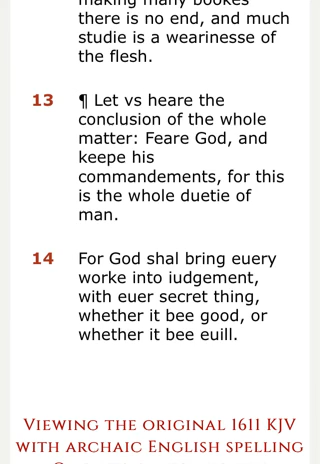 making many bookes
there is no end, and much
studie is a wearinesse of
the flesh.
13 ¶ Let vs heare the
conclusion of the whole
matter: Feare God, and
keepe his
commandements, for this
is the whole duetie of
man.
14 For God shal bring euery
worke into iudgement,
with euer secret thing,
whether it bee good, or
whether it bee euill.
Viewing the original 1611 KJV
with archaic English spelling